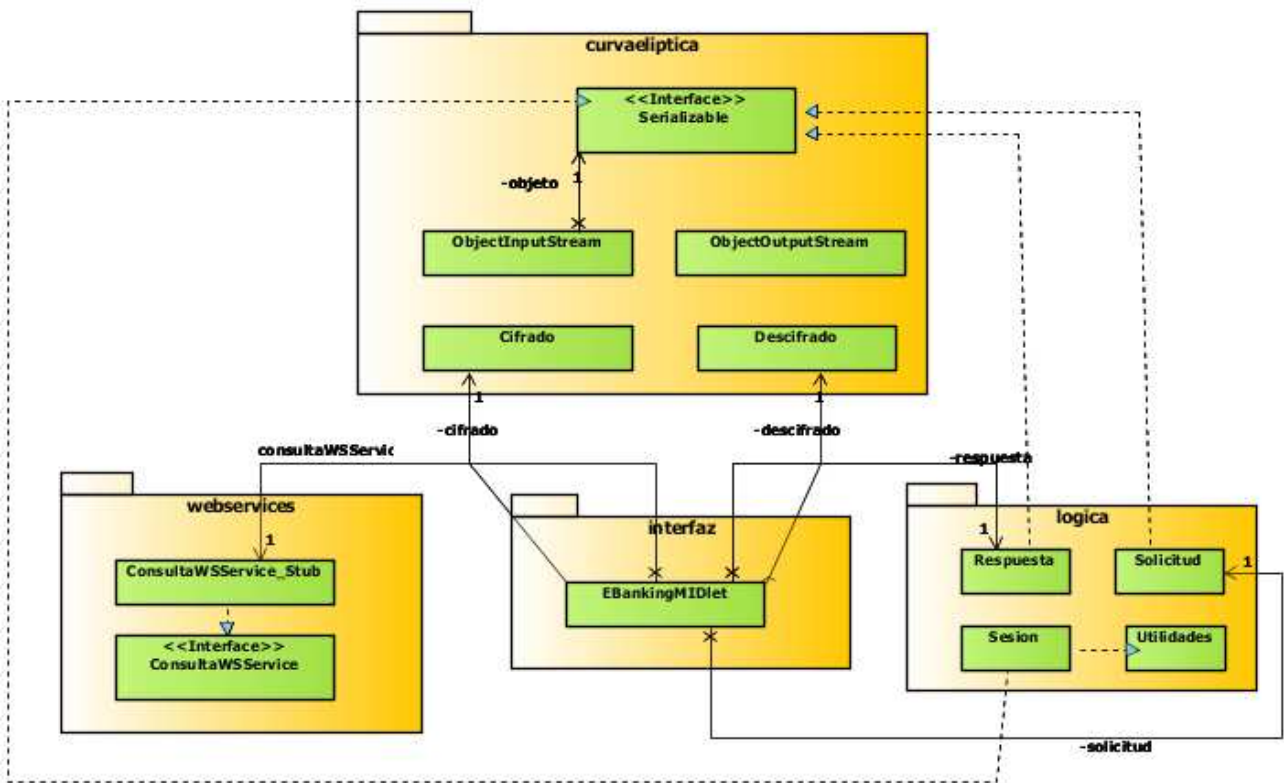 curvaeliptica
<<Interface>>
Serializable
1
-objeto
ObjectInputStream
ObjectOutputStream
Cifrado
Descifrado
1
1
-cifrado
-descifrado
consultaWSServic
-respuesta
webservices
interfaz
logica
1
1
ConsultaWSService_Stub
Respuesta
Solicitud
1
EBankingMIDlet
<<Interface>>
ConsultaWSService
Sesion
Utilidades
-solicitud